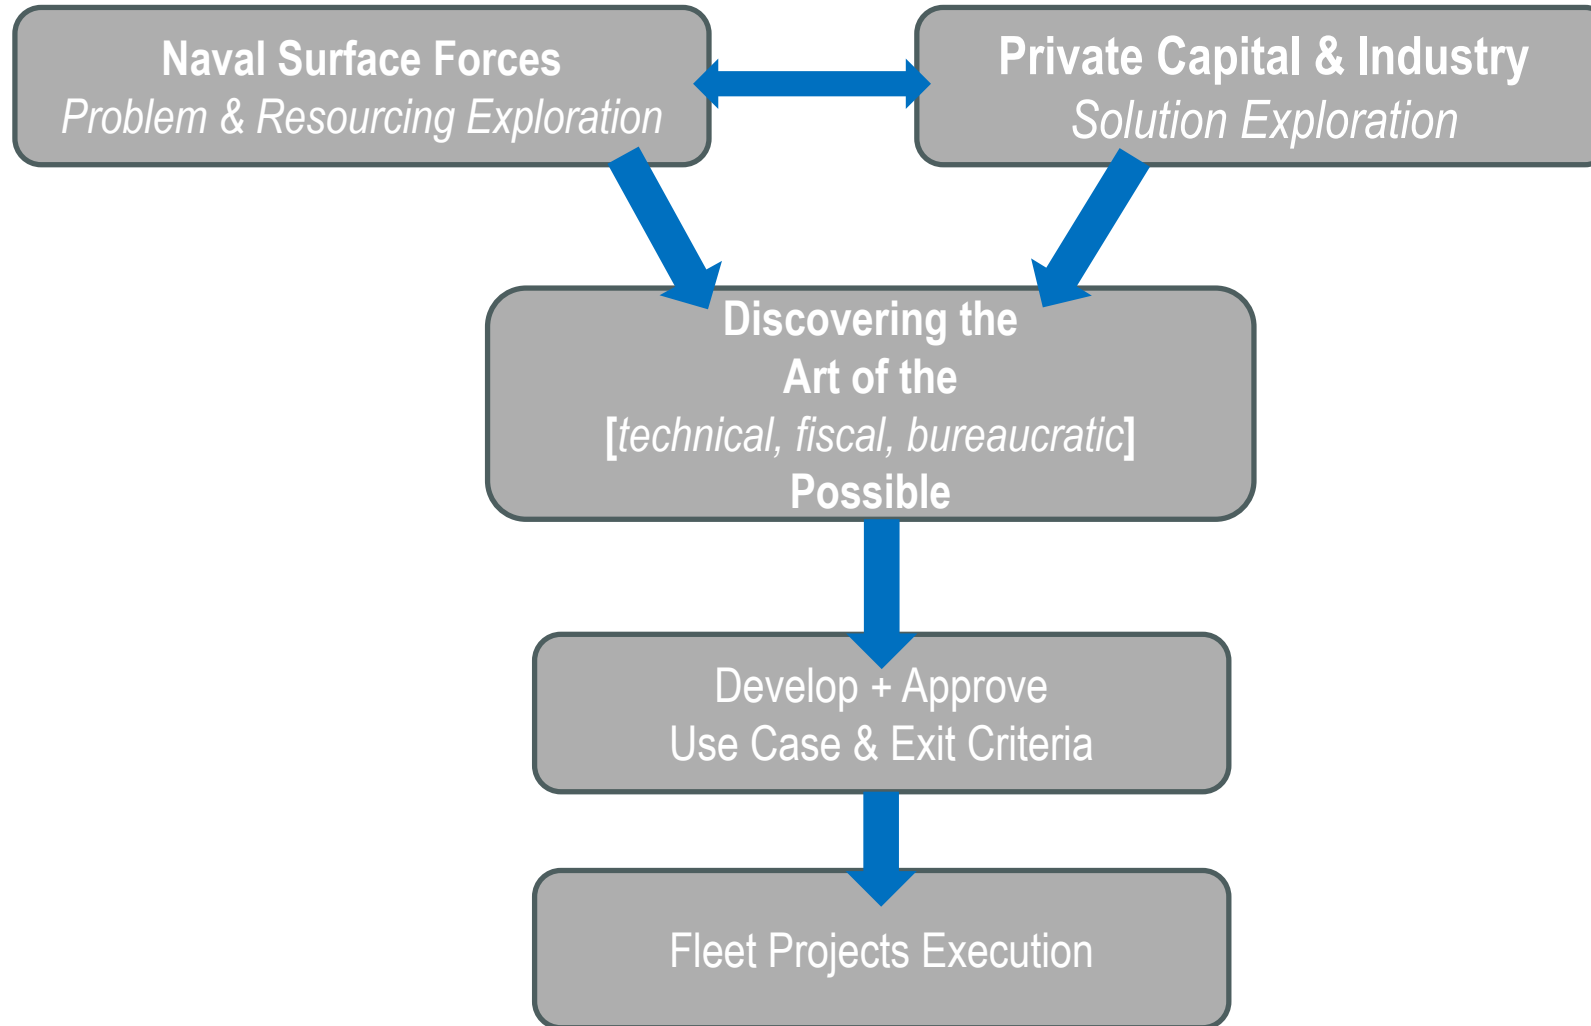 Naval Surface Forces
Problem & Resourcing Exploration
Private Capital & Industry
Solution Exploration
Discovering the
Art of the
[technical, fiscal, bureaucratic]
Possible
Develop + Approve
Use Case & Exit Criteria
Fleet Projects Execution